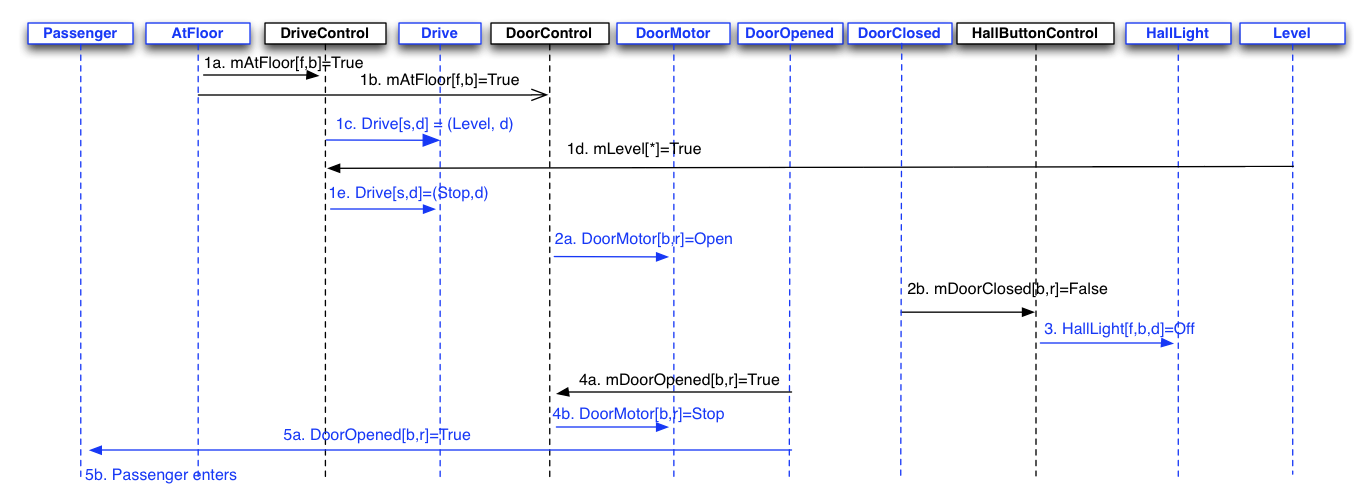 Passenger AtFloor DriveControl Drive DoorControl DoorMotor DoorOpened DoorClosed HallButtonControl HallLight Level
1a. mAtFloor[f,b]=True
1b. mAtFloor[f,b]=True
1c. Drive[s,d] = (Level, d)
1d. mLevel[*]=True
1e. Drive[s,d]=(Stop,d)
2a. DoorMotor[b,r]=Open
2b. mDoorClosed[b,r]=False
3. HallLight[f,b,d]=Off
4a. mDoorOpened[b,r]=True
4b. DoorMotor[b,r]=Stop
5a. DoorOpened[b,r]=True
5b. Passenger enters